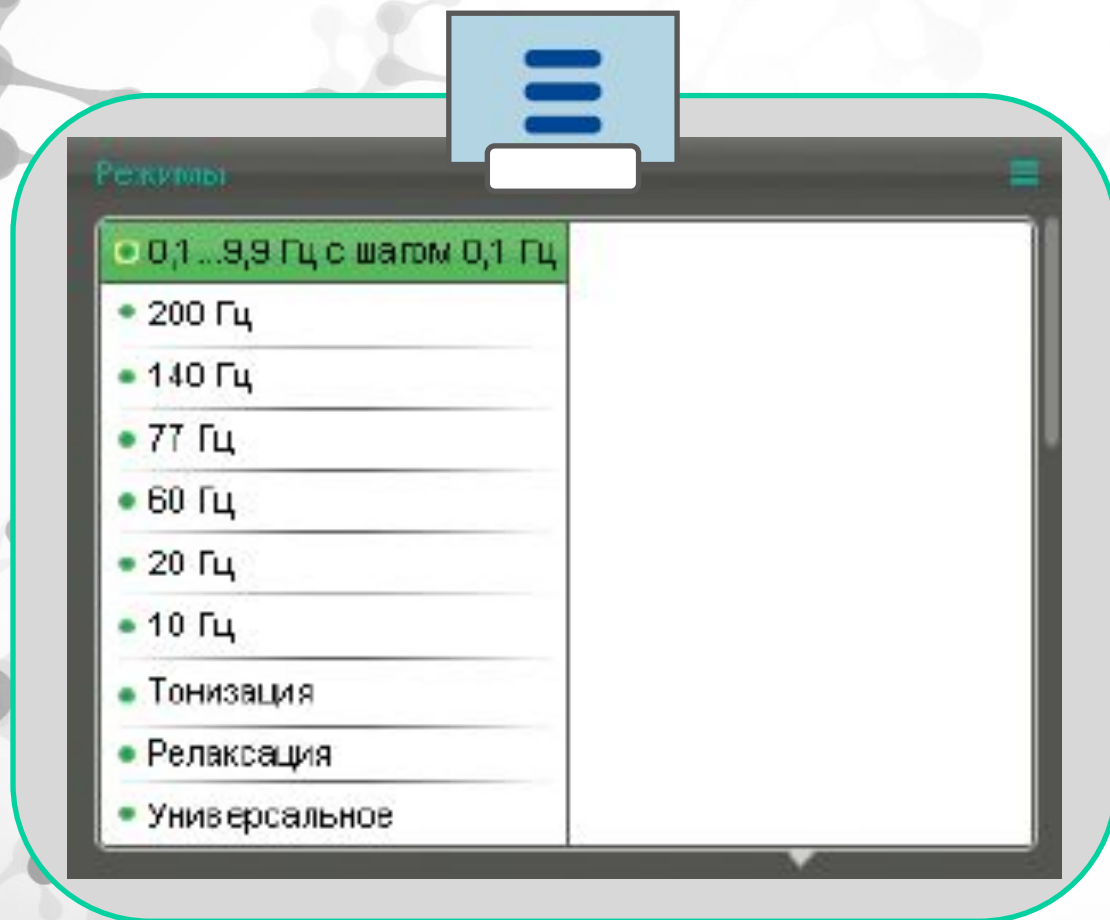 Режимы
0,1...9,9 Гц с шагом 0,1 Гц
200 Гц
140 Гц
77 Гц
60 Гц
20 Гц
10 Гц
Тонизация
Релаксация
Универсальное